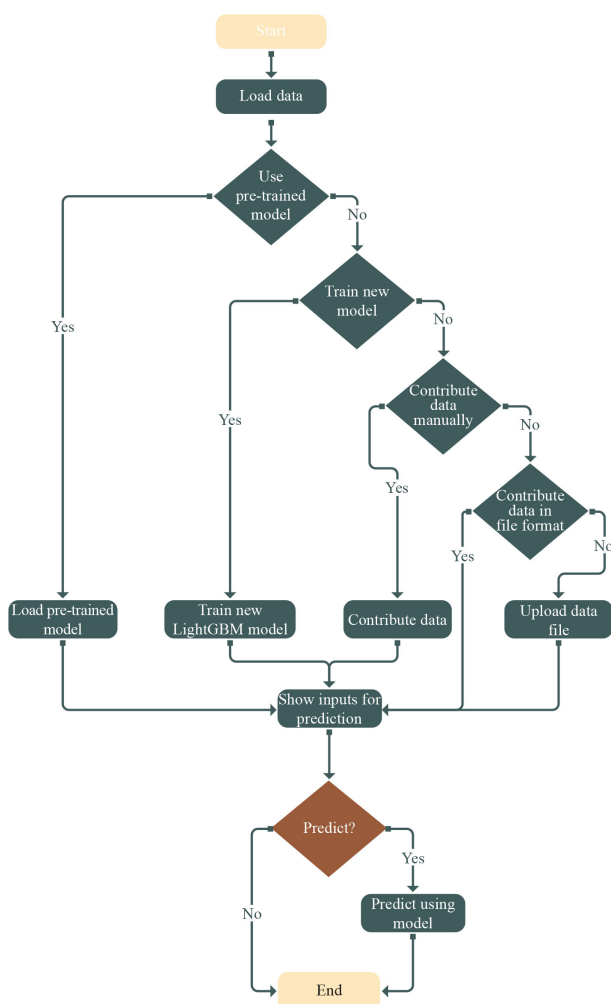 Start
Load data
Use
pre-trained
model
No
Train new
model
Yes
No
Contribute
data
manually
Yes
No
Yes
Contribute
data in
file format
Yes
No
Load pre-trained
model
Train new
LightGBM model
Contribute data
Upload data
file
Show inputs for
prediction
Predict?
Yes
No
Predict using
model
End